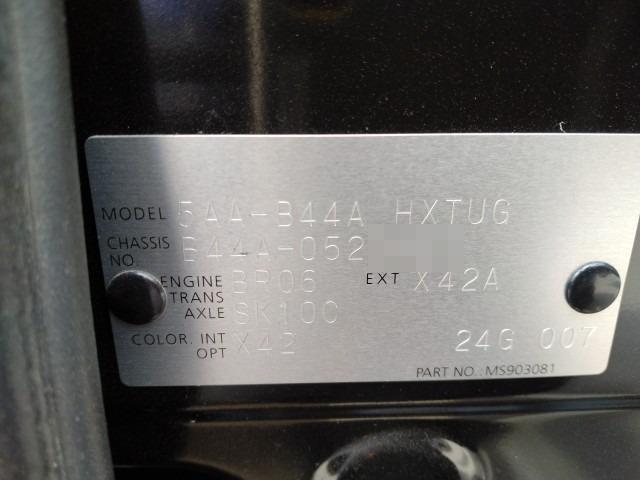 MODEL 5AA-B44A HXTUG
CHASSIS NO. B44A-052
ENGINE BR06 EXT X42A
TRANS AXLE SK10C
COLOR. INT X42
OPT 24G 007
PART NO.: MS903081